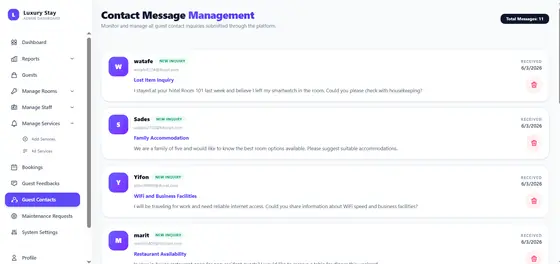 Luxury Stay
Contact Message Management
Monitor and manage all guest contact inquiries submitted through the platform.
Total Messages: 11
Dashboard
Reports
Guests
Manage Rooms
Manage Staff
Manage Services
Add Services
All Services
Bookings
Guest Feedbacks
Guest Contacts
Maintenance Requests
System Settings
Profile
W
watafe
NEW INQUIRY
Lost Item Inquiry
I stayed at your hotel Room 101 last week and believe I left my smartwatch in the room. Could you please check with housekeeping?
RECEIVED
6/3/2026
S
Sades
NEW INQUIRY
Family Accommodation
We are a family of five and would like to know the best room options available. Please suggest suitable accommodations.
RECEIVED
6/3/2026
Y
Yifon
NEW INQUIRY
WiFi and Business Facilities
I will be traveling for work and need reliable internet access. Could you share information about WiFi speed and business facilities?
RECEIVED
6/3/2026
M
marit
NEW INQUIRY
Restaurant Availability
RECEIVED
6/3/2026